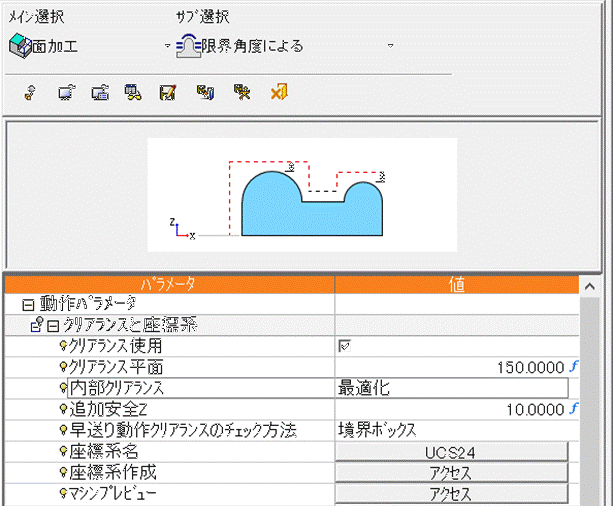 メイン選択 サブ選択
面加工 限界角度による
Z
X
パラメータ 値
動作パラメータ
クリアランスと座標系
クリアランス使用
クリアランス平面 150.0000 f
内部クリアランス 最適化
追加安全Z 10.0000 f
早送り動作クリアランスのチェック方法 境界ボックス
座標系名 UCS24
座標系作成 アクセス
マシンプレビュー アクセス